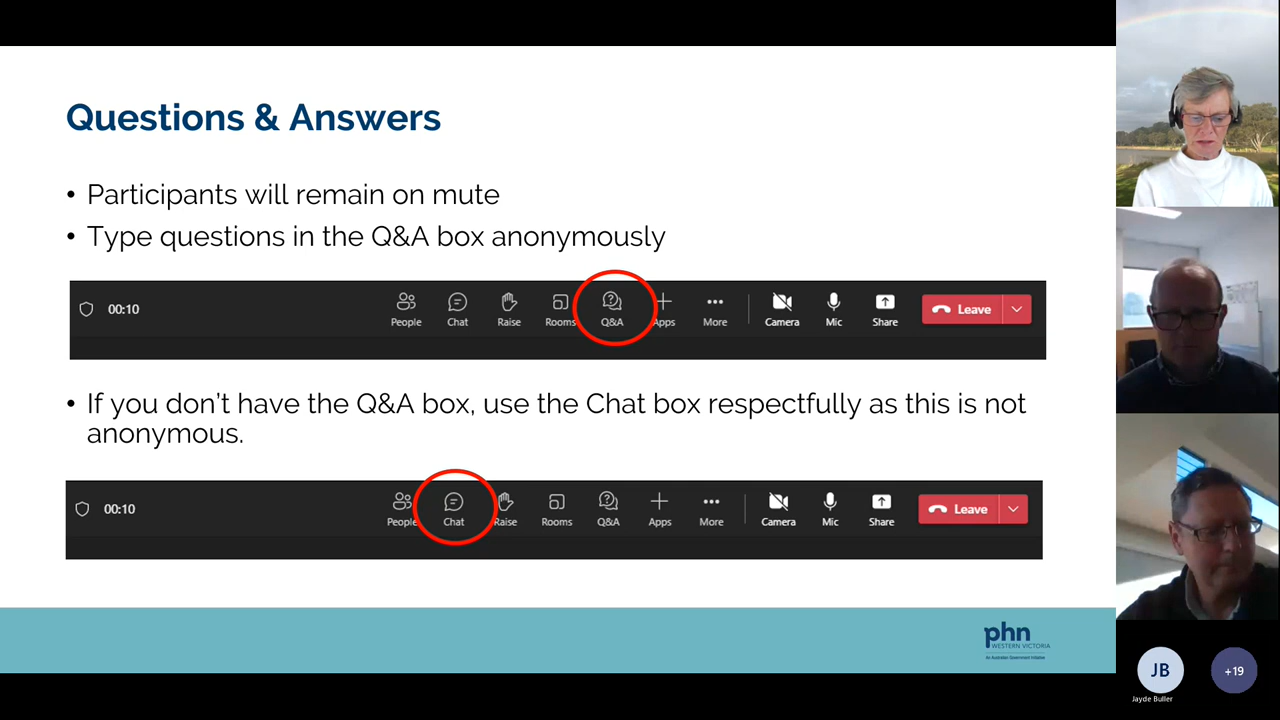 Questions & Answers
• Participants will remain on mute
• Type questions in the Q&A box anonymously
00:10 People Chat Raise Rooms Q&A Apps More Camera Mic Share Leave
• If you don't have the Q&A box, use the Chat box respectfully as this is not
anonymous.
00:10 People Chat Raise Rooms Q&A Apps More Camera Mic Share Leave
phn
WESTERN VICTORIA
An Australian Government Initiative
JB
+19
Jayde Buller